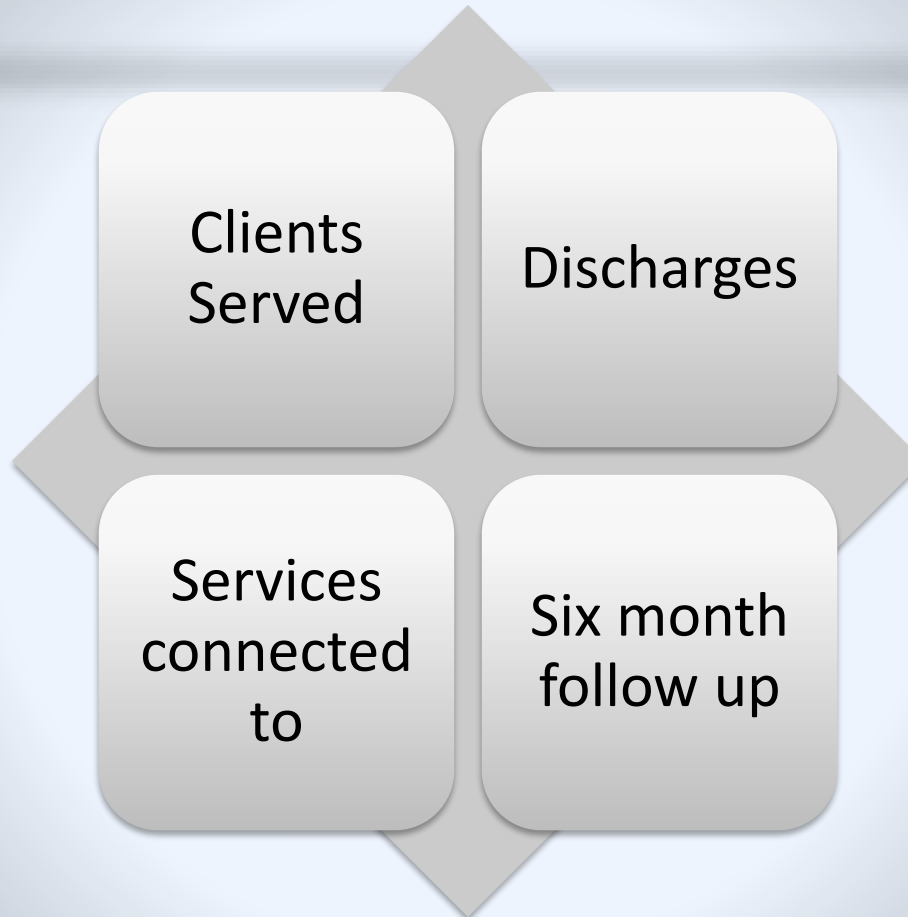 Clients
Served
Discharges
Services
connected
to
Six month
follow up